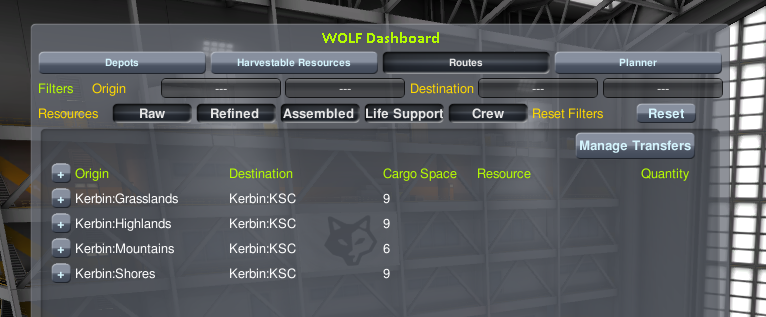 WOLF Dashboard
Depots Harvestable Resources Routes Planner
Filters Origin --- --- Destination --- ---
Resources Raw Refined Assembled Life Support Crew Reset Filters Reset
Manage Transfers
+ Origin Destination Cargo Space Resource Quantity
+ Kerbin:Grasslands Kerbin:KSC 9
+ Kerbin:Highlands Kerbin:KSC 9
+ Kerbin:Mountains Kerbin:KSC 6
+ Kerbin:Shores Kerbin:KSC 9